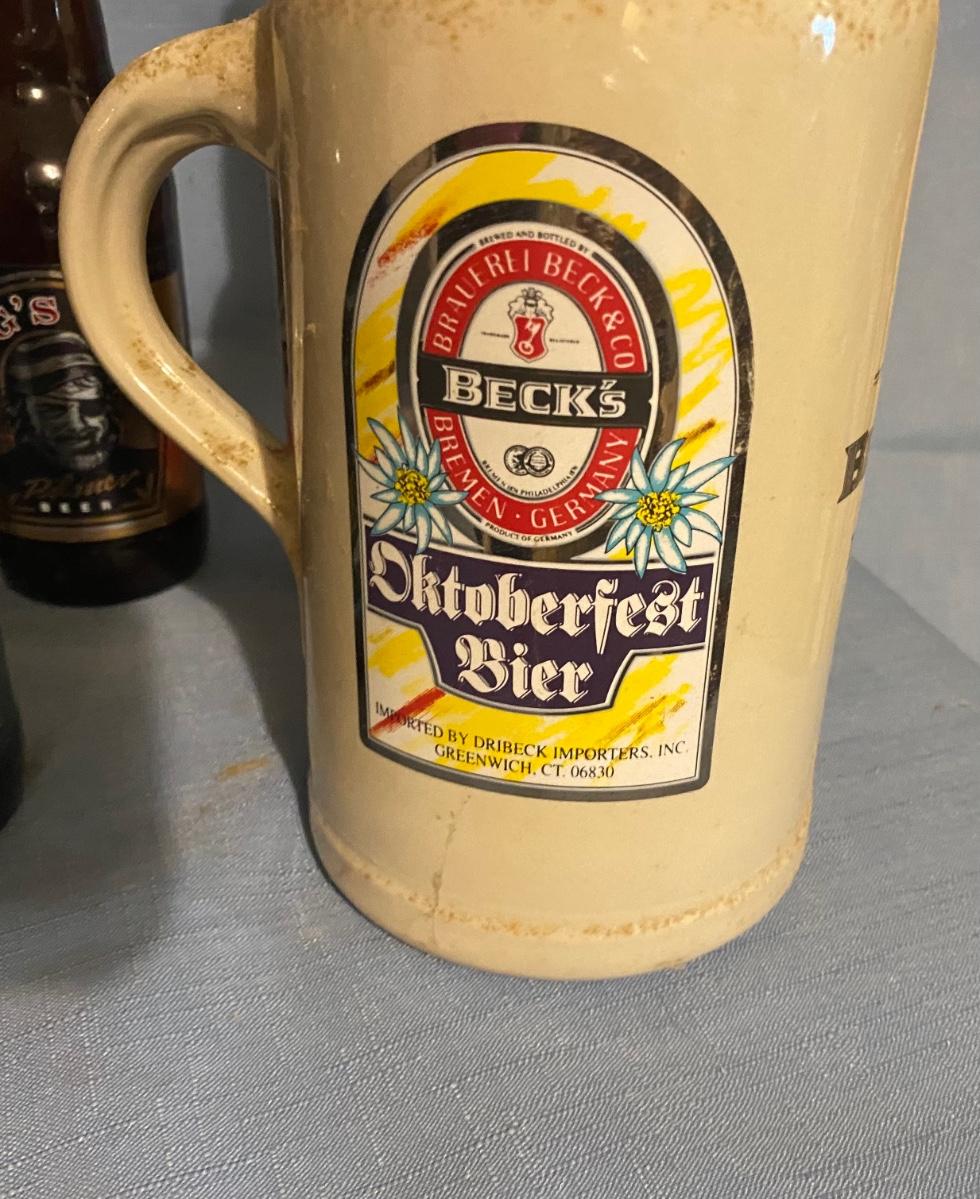 BREWED AND BOTTLED BY
BRAUEREI BECK & CO
BECK'S
BREMEN · GERMANY
PRODUCT OF GERMANY
Oktoberfest
Bier
IMPORTED BY DRIBECK IMPORTERS, INC.
GREENWICH, CT. 06830
G'S
BEER
B